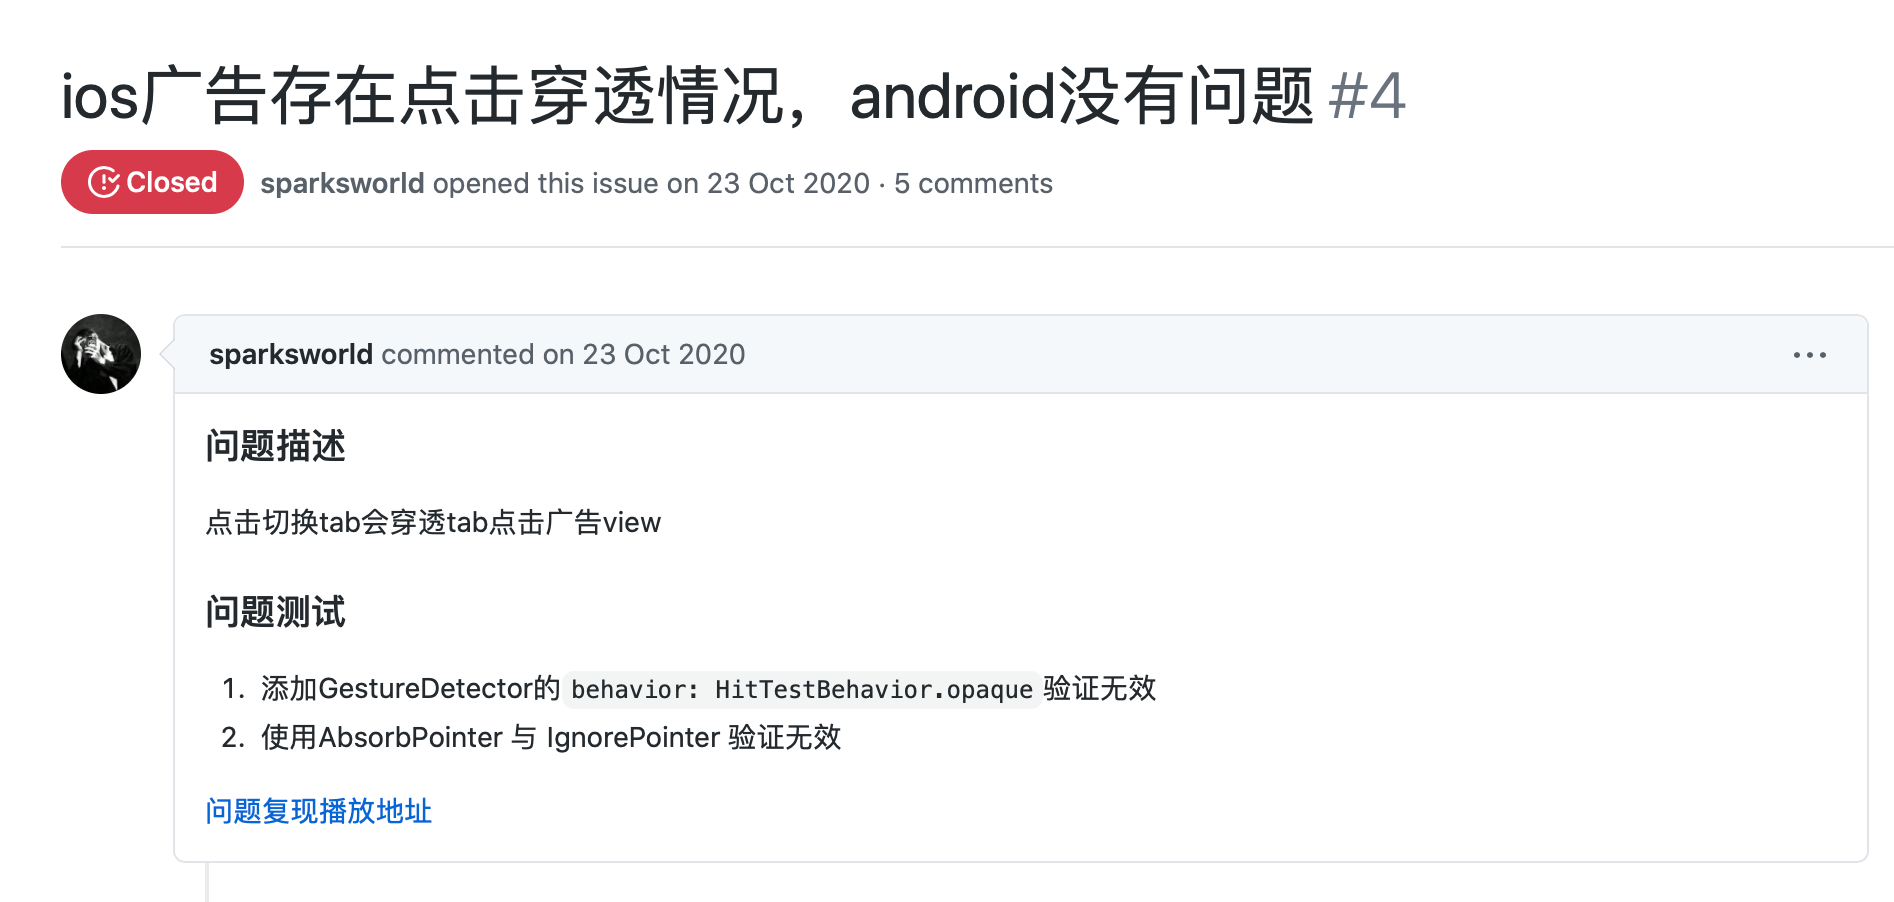 ios广告存在点击穿透情况，android没有问题 #4
Closed sparksworld opened this issue on 23 Oct 2020 · 5 comments
sparksworld commented on 23 Oct 2020
问题描述
点击切换tab会穿透tab点击广告view
问题测试
1. 添加GestureDetector的 behavior: HitTestBehavior.opaque 验证无效
2. 使用AbsorbPointer 与 IgnorePointer 验证无效
问题复现播放地址